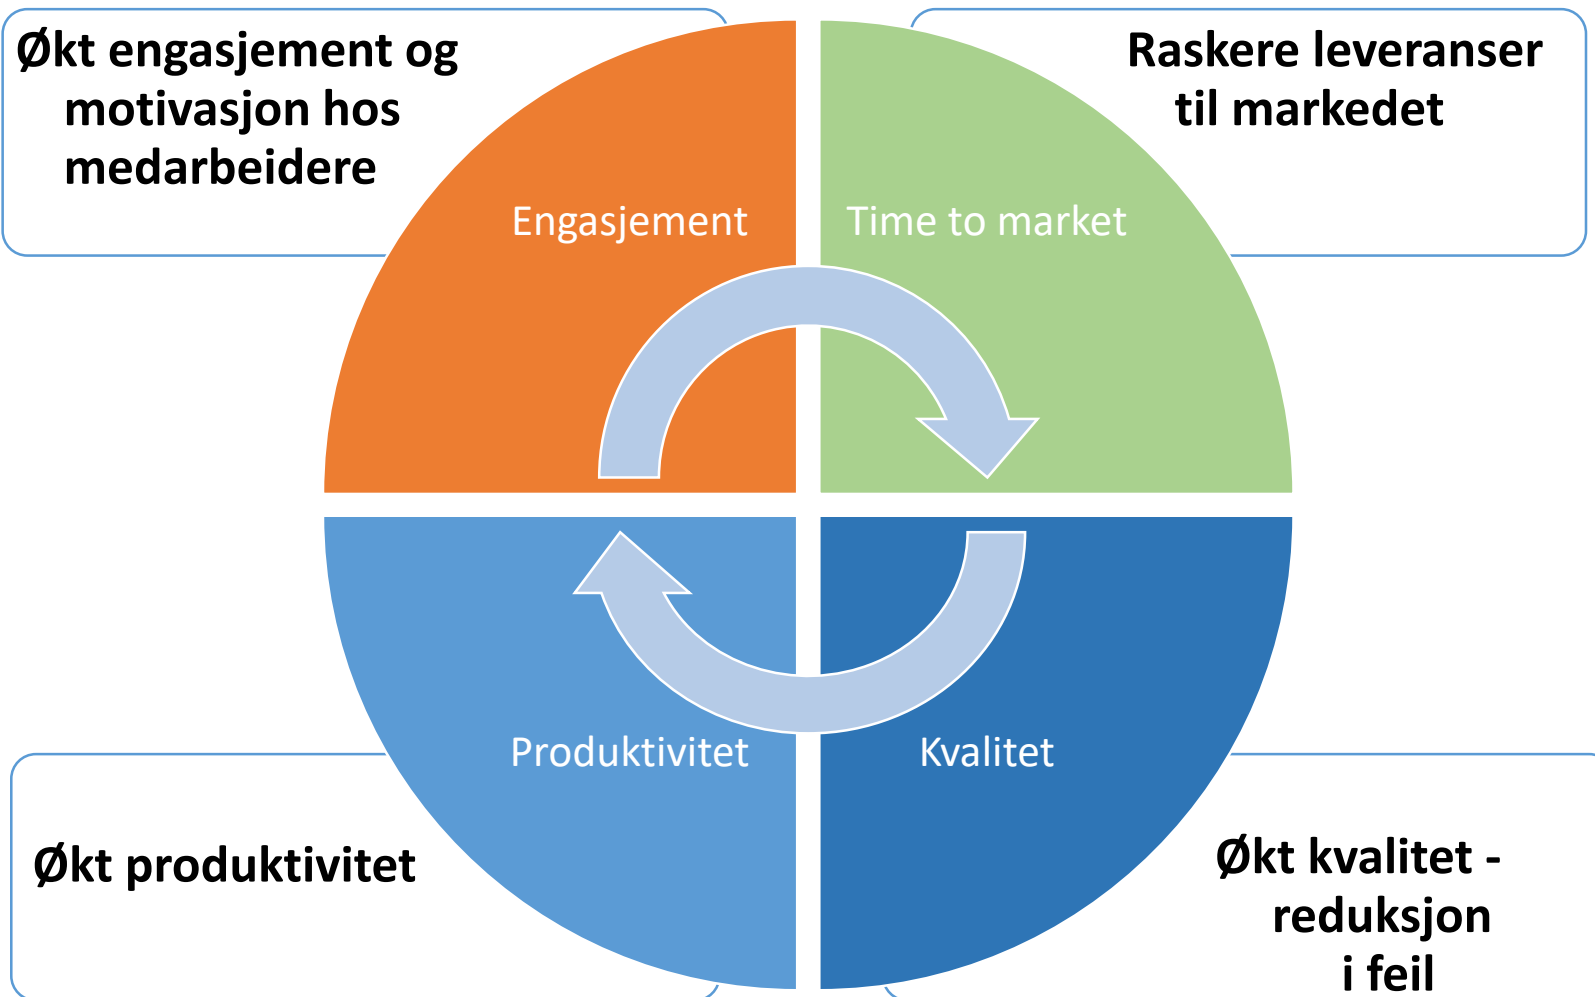 Økt engasjement og
motivasjon hos
medarbeidere
Raskere leveranser
til markedet
Engasjement
Time to market
Produktivitet
Kvalitet
Økt produktivitet
Økt kvalitet -
reduksjon
i feil